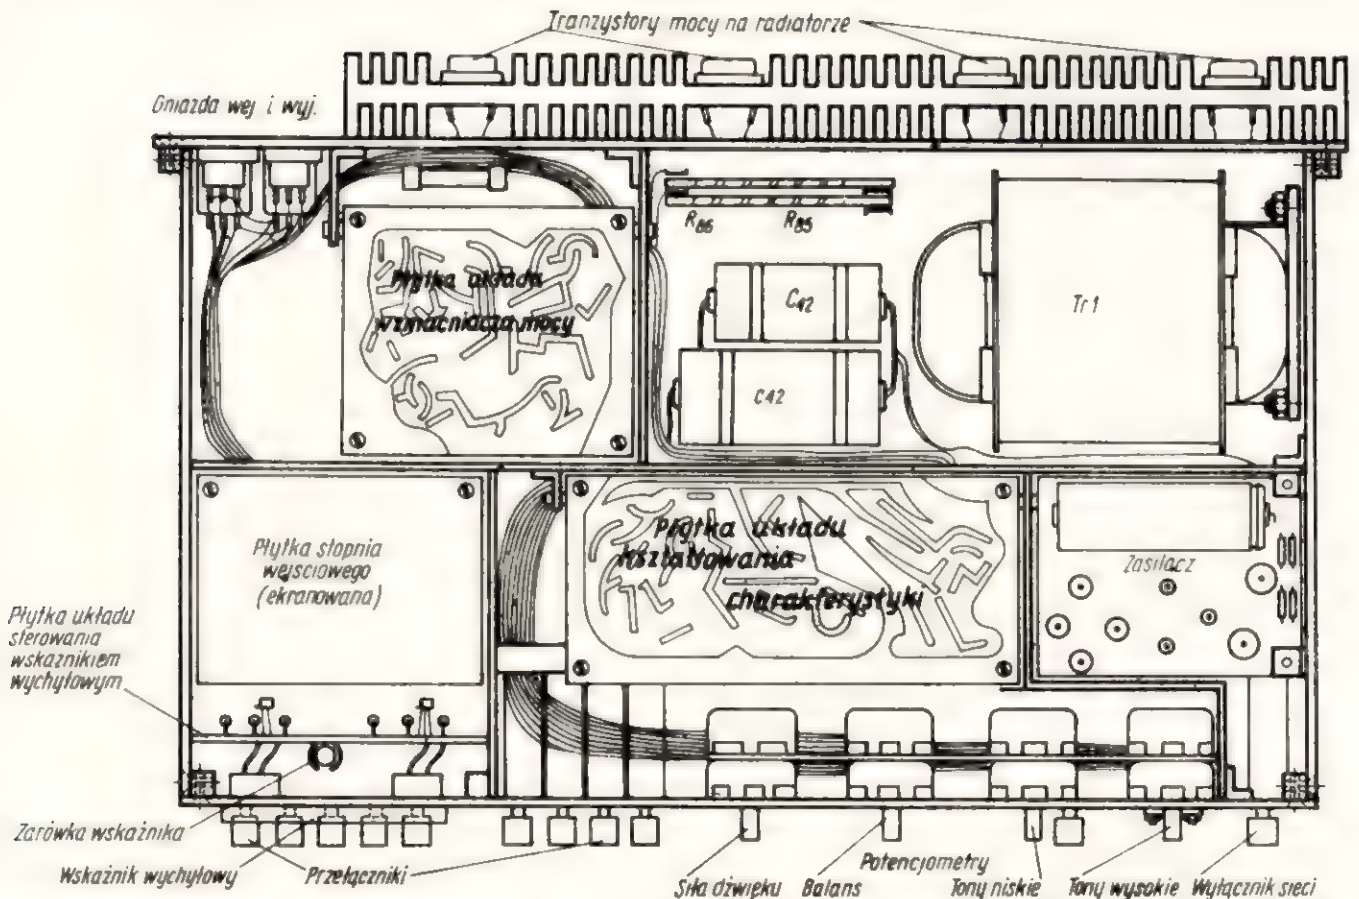 Tranzystory mocy na radiatorze
Gniazda wej i wyj.
R86
R85
Płytka układu
wzmacniacza mocy
C42
C42
Tr1
Płytka stopnia
wejściowego
(ekranowana)
Płytka układu
kształtowania
charakterystyki
Zasilacz
Płytka układu
sterowania
wskaźnikiem
wychyłowym
Żarówka wskaźnika
Wskaźnik wychyłowy
Przełączniki
Siła dźwięku
Balans
Potencjometry
Tony niskie
Tony wysokie
Wyłącznik sieci